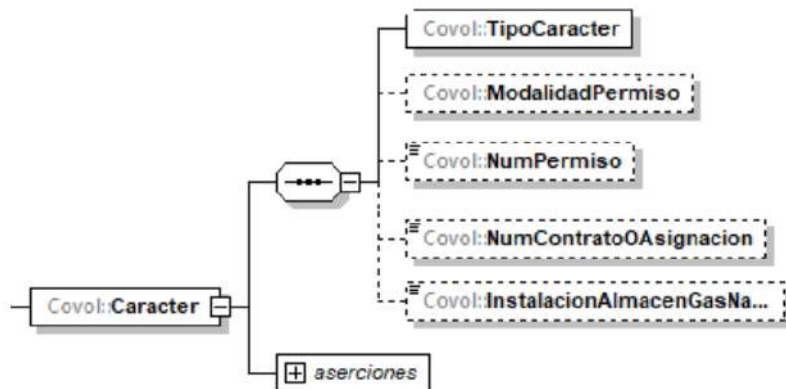 Covol::TipoCaracter
Covol::ModalidadPermiso
Covol::NumPermiso
Covol::NumContratoOAsignacion
Covol::InstalacionAlmacenGasNa...
Covol::Caracter
aserciones